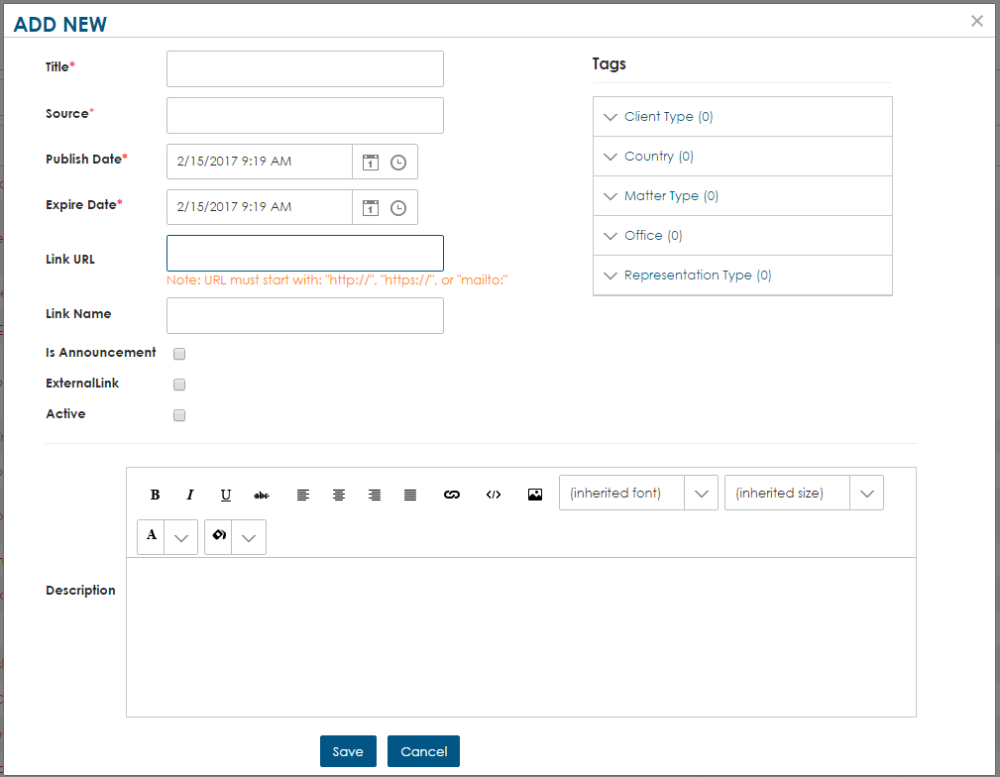 ADD NEW
Title*
Source*
Publish Date* 2/15/2017 9:19 AM
Expire Date* 2/15/2017 9:19 AM
Link URL
Note: URL must start with: "http://", "https://", or "mailto:"
Link Name
Is Announcement
ExternalLink
Active
Tags
Client Type (0)
Country (0)
Matter Type (0)
Office (0)
Representation Type (0)
B I U abc (inherited font) (inherited size)
A
Description
Save Cancel